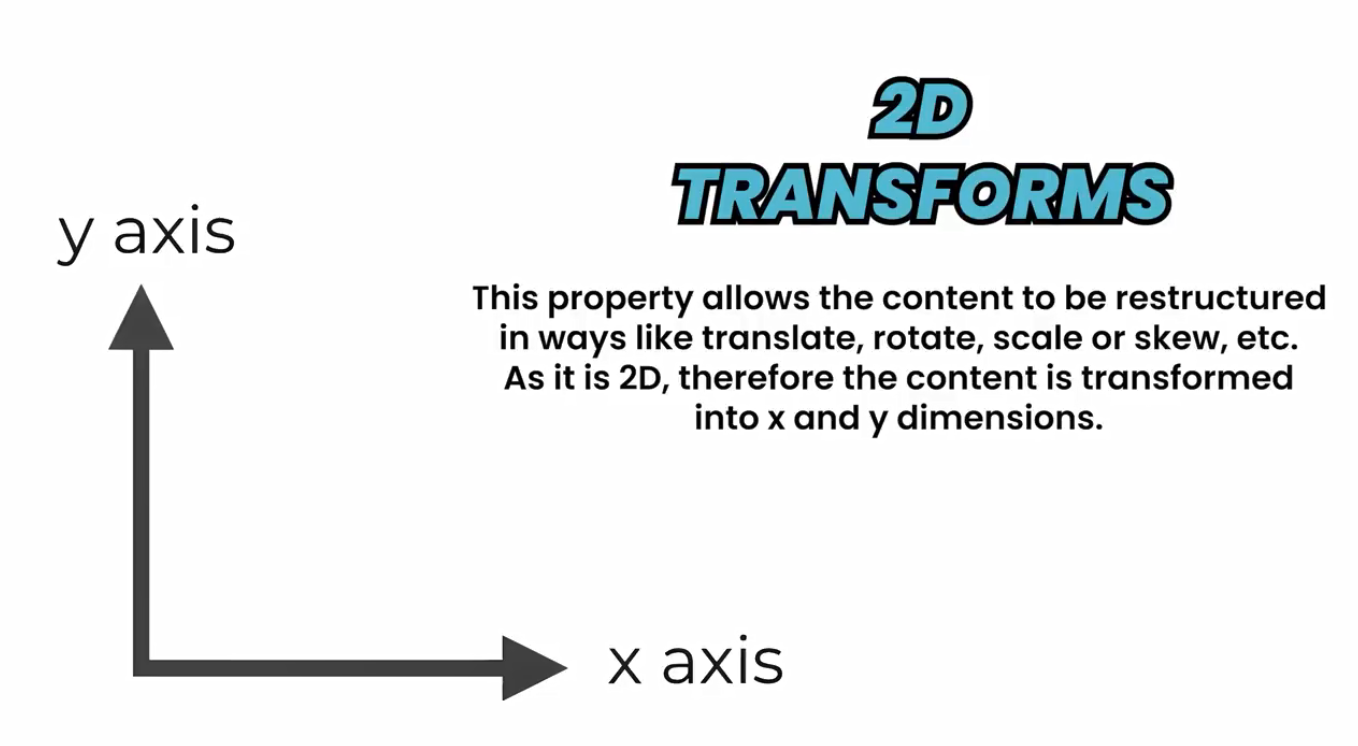 2D
TRANSFORMS
y axis
This property allows the content to be restructured
in ways like translate, rotate, scale or skew, etc.
As it is 2D, therefore the content is transformed
into x and y dimensions.
x axis